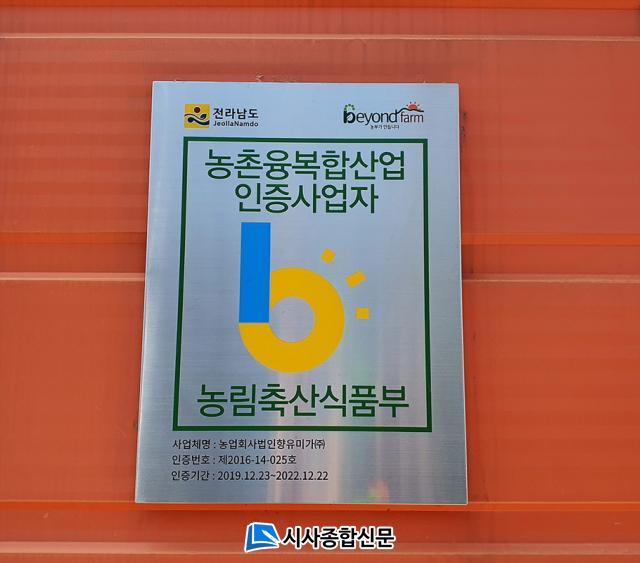 전라남도
JeollaNamdo
beyond farm
농부가 만듭니다
농촌융복합산업
인증사업자
농림축산식품부
사업체명 : 농업회사법인향유미가㈜
인증번호 : 제2016-14-025호
인증기간 : 2019.12.23~2022.12.22
시사종합신문